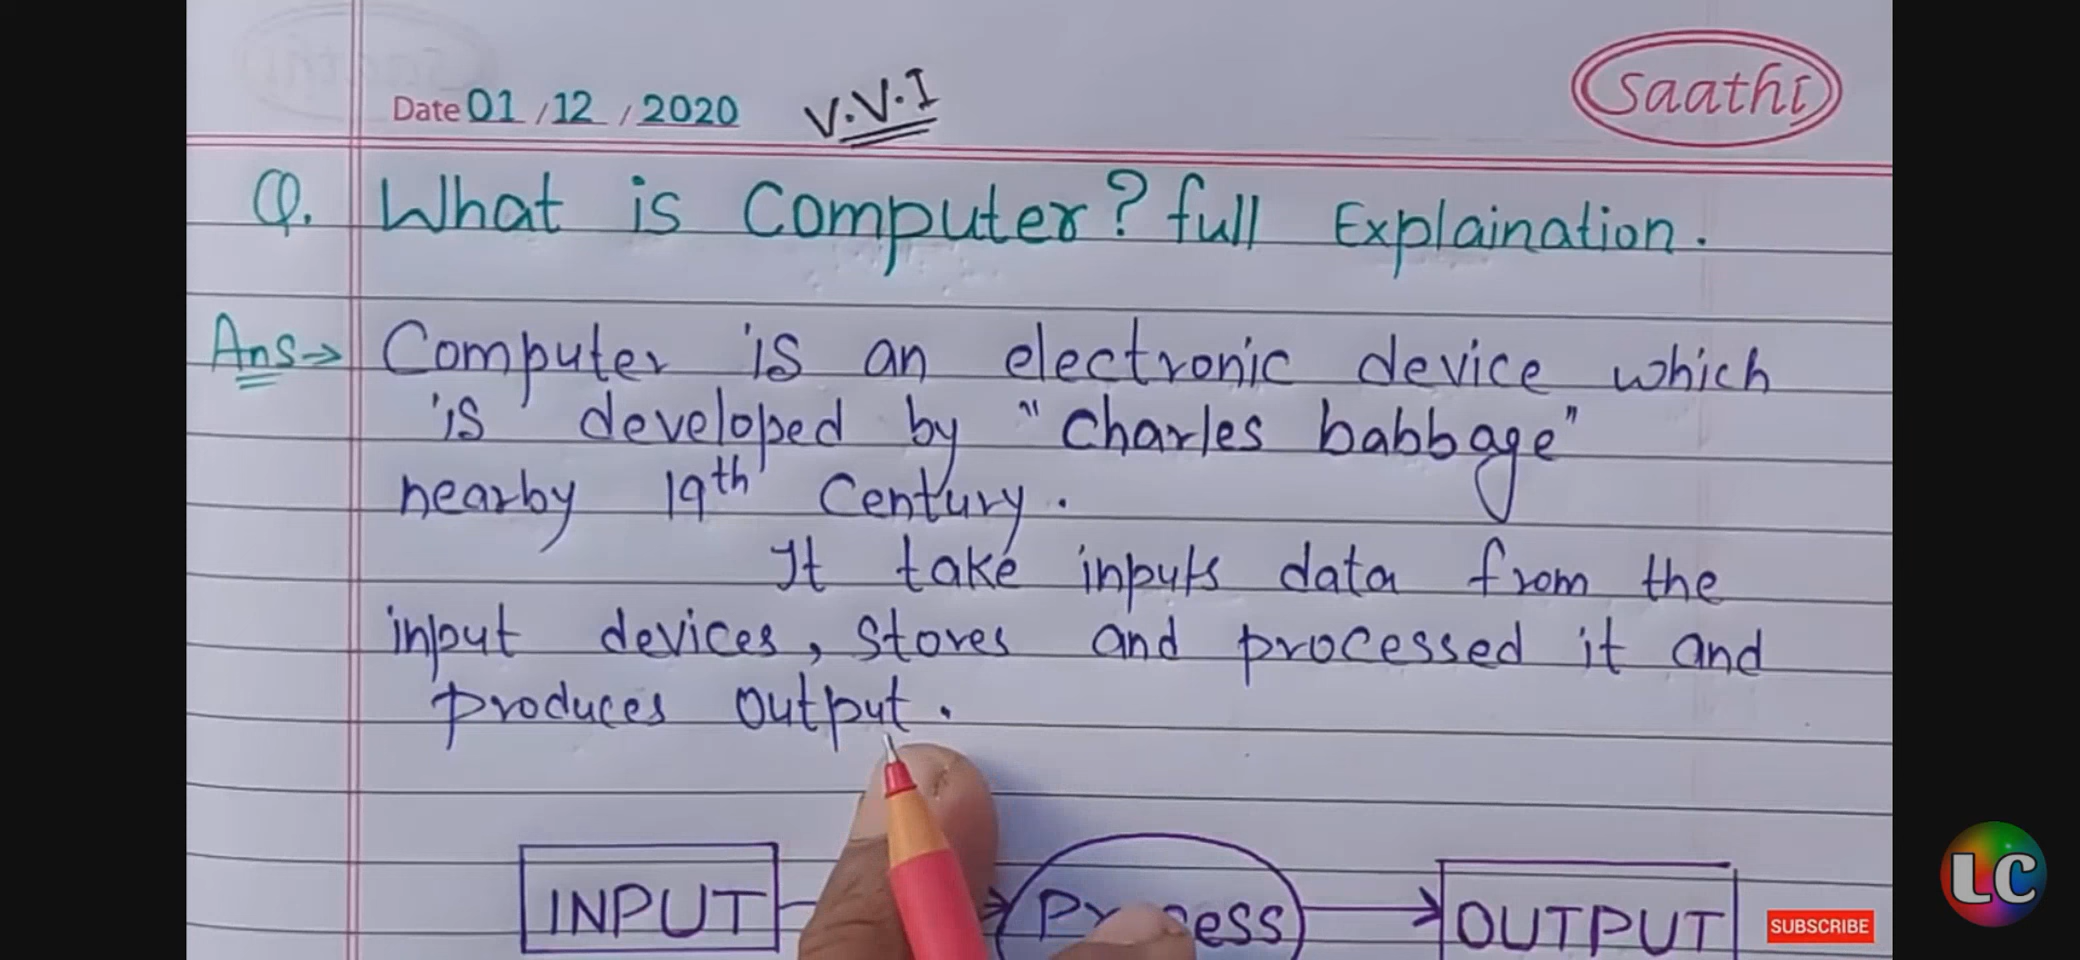 Saathi
Date 01 / 12 / 2020 V.V.I
Q. What is Computer? full Explaination.
Ans→ Computer is an electronic device which
is developed by "Charles babbage"
nearby 19th Century.
It take inputs data from the
input devices, stores and processed it and
produces output.
INPUT → Process → OUTPUT
LC
SUBSCRIBE